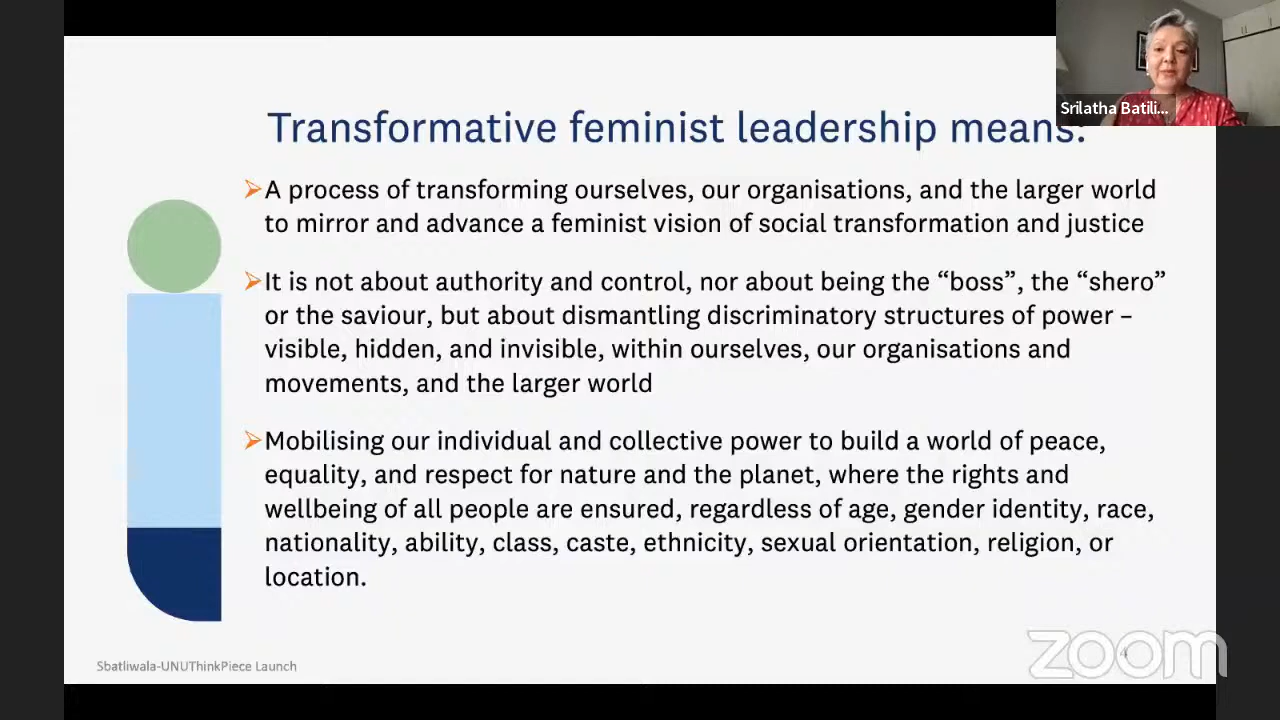 Transformative feminist leadership means:
Srilatha Batili...
➢A process of transforming ourselves, our organisations, and the larger world
to mirror and advance a feminist vision of social transformation and justice
➢It is not about authority and control, nor about being the “boss”, the “shero”
or the saviour, but about dismantling discriminatory structures of power –
visible, hidden, and invisible, within ourselves, our organisations and
movements, and the larger world
➢Mobilising our individual and collective power to build a world of peace,
equality, and respect for nature and the planet, where the rights and
wellbeing of all people are ensured, regardless of age, gender identity, race,
nationality, ability, class, caste, ethnicity, sexual orientation, religion, or
location.
Sbatliwala-UNUThinkPiece Launch
4
zoom